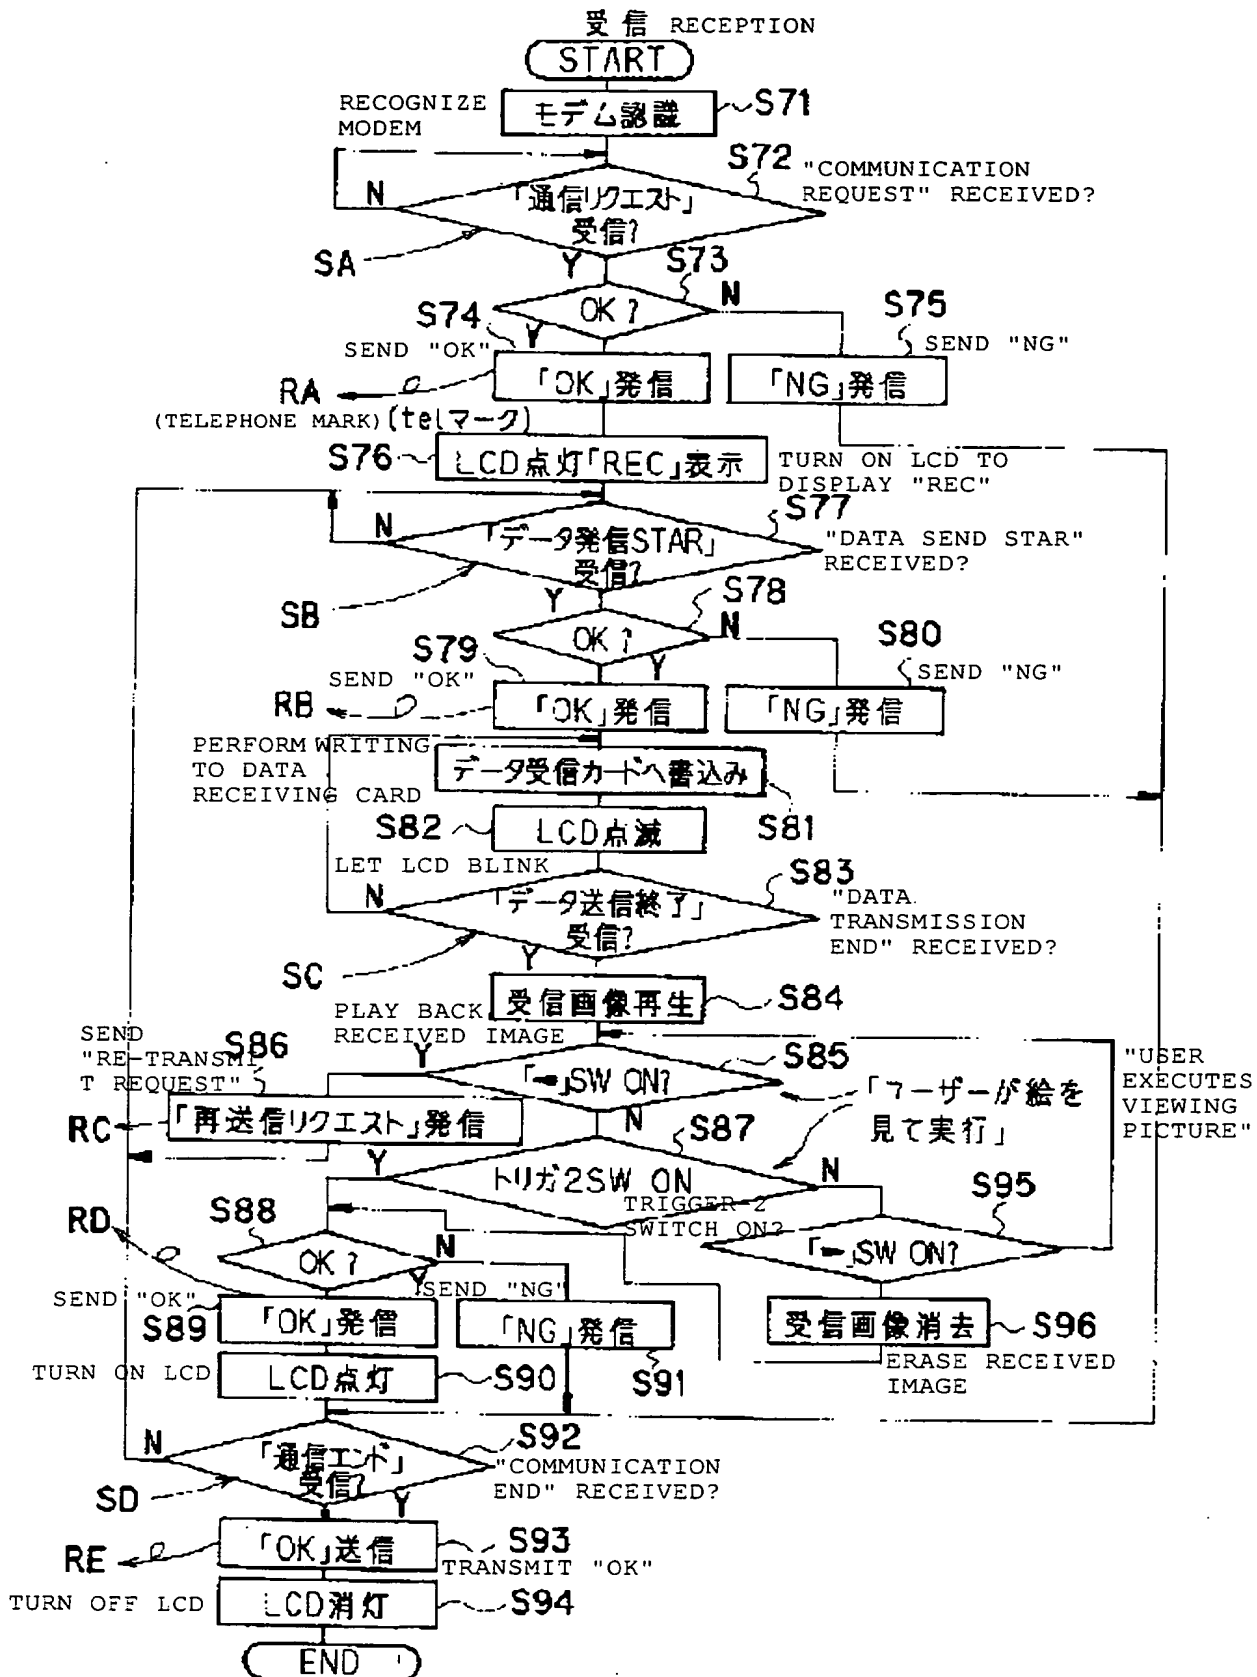 受信 RECEPTION
START
RECOGNIZE
MODEM
モデム認識
S71
S72
"COMMUNICATION
REQUEST" RECEIVED?
N
「通信リクエスト」
受信?
SA
Y
S73
OK?
N
S74
Y
S75
SEND "OK"
SEND "NG"
「OK」発信
「NG」発信
RA
(TELEPHONE MARK) (telマーク)
S76
LCD点灯「REC」表示
TURN ON LCD TO
DISPLAY "REC"
S77
N
「データ発信STAR」
受信?
"DATA SEND STAR"
RECEIVED?
SB
Y
S78
OK?
N
S79
Y
S80
SEND "OK"
SEND "NG"
RB
「OK」発信
「NG」発信
PERFORM WRITING
TO DATA
RECEIVING CARD
データ受信カードへ書込み
S82
LCD点滅
S81
LET LCD BLINK
S83
N
「データ送信終了」
受信?
"DATA
TRANSMISSION
END" RECEIVED?
SC
Y
受信画像再生
S84
PLAY BACK
RECEIVED IMAGE
SEND
"RE-TRANSMI
T REQUEST"
S86
Y
S85
「⬅」SW ON?
"USER
EXECUTES
VIEWING
PICTURE"
「ユーザーが絵を
見て実行」
RC
「再送信リクエスト」発信
N
S87
Y
トリガ2SW ON
N
TRIGGER-2
SWITCH ON?
S95
RD
S88
OK?
N
「➡」SW ON?
Y
SEND "OK"
SEND "NG"
S89
「OK」発信
「NG」発信
受信画像消去
S96
TURN ON LCD
LCD点灯
S90
S91
ERASE RECEIVED
IMAGE
N
「通信エンド」
受信?
S92
"COMMUNICATION
END" RECEIVED?
SD
Y
RE
「OK」送信
S93
TRANSMIT "OK"
TURN OFF LCD
LCD消灯
S94
END